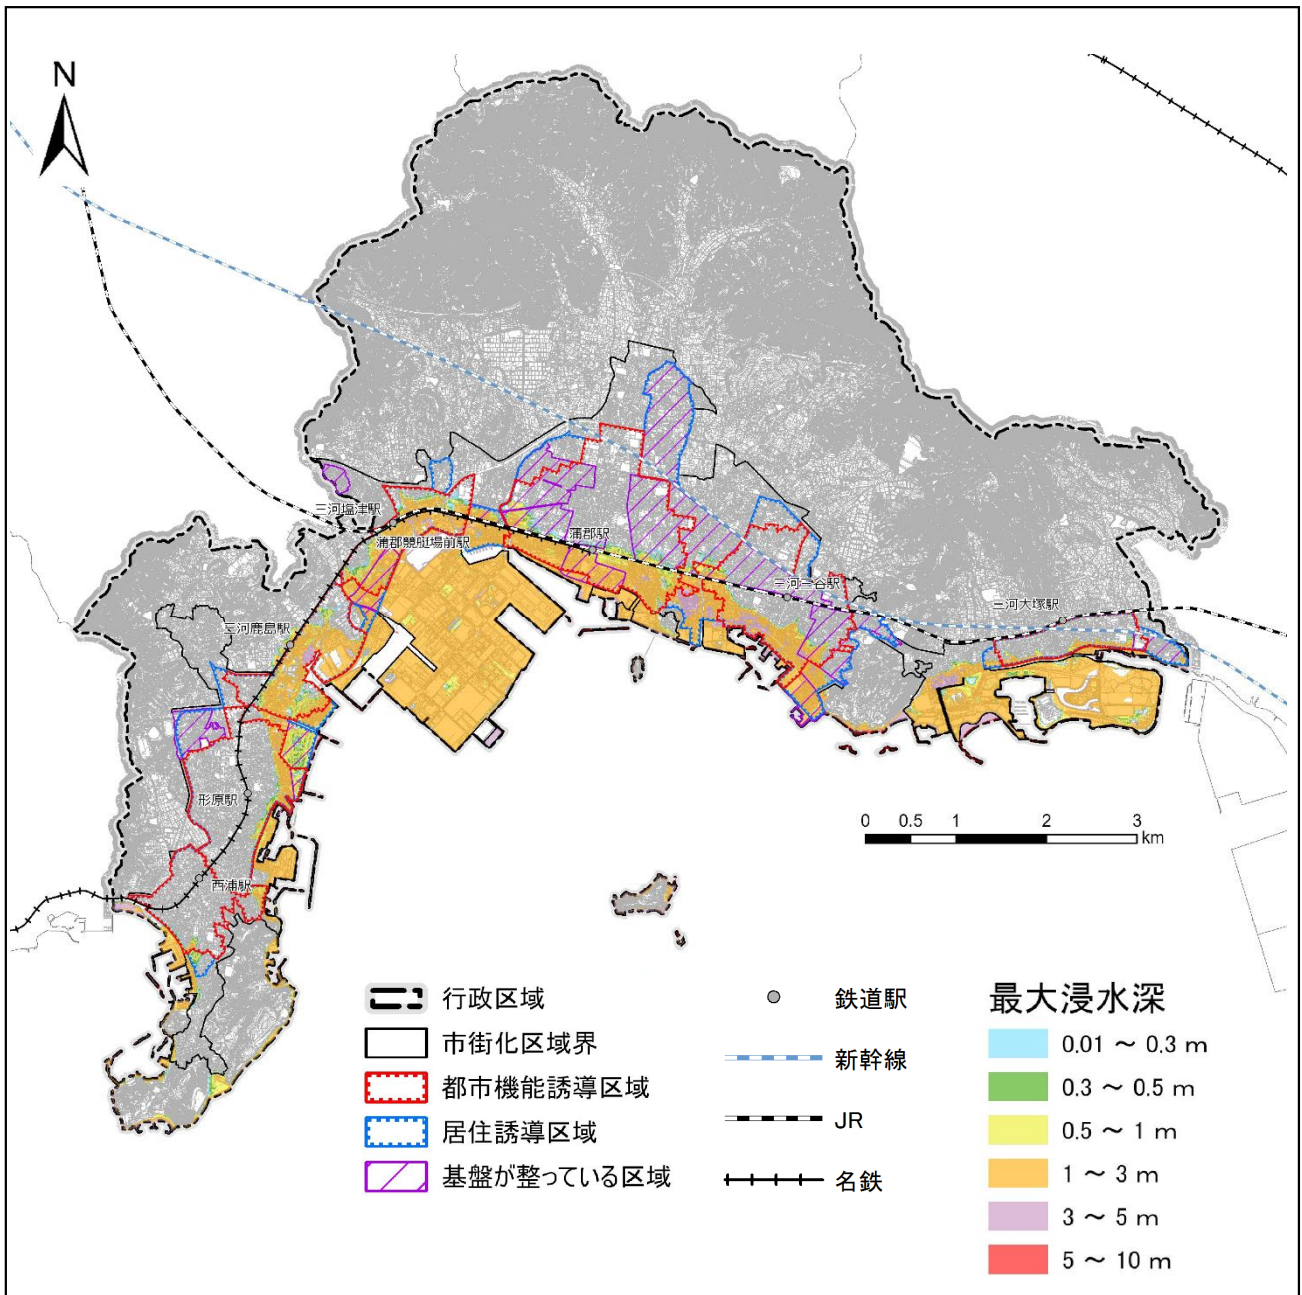 N
三河塩津駅
蒲郡競艇場前駅
蒲郡駅
三河三谷駅
三河大塚駅
三河鹿島駅
形原駅
西浦駅
0 0.5 1 2 3
km
行政区域
市街化区域界
都市機能誘導区域
居住誘導区域
基盤が整っている区域
鉄道駅
新幹線
JR
名鉄
最大浸水深
0.01 ～ 0.3 m
0.3 ～ 0.5 m
0.5 ～ 1 m
1 ～ 3 m
3 ～ 5 m
5 ～ 10 m